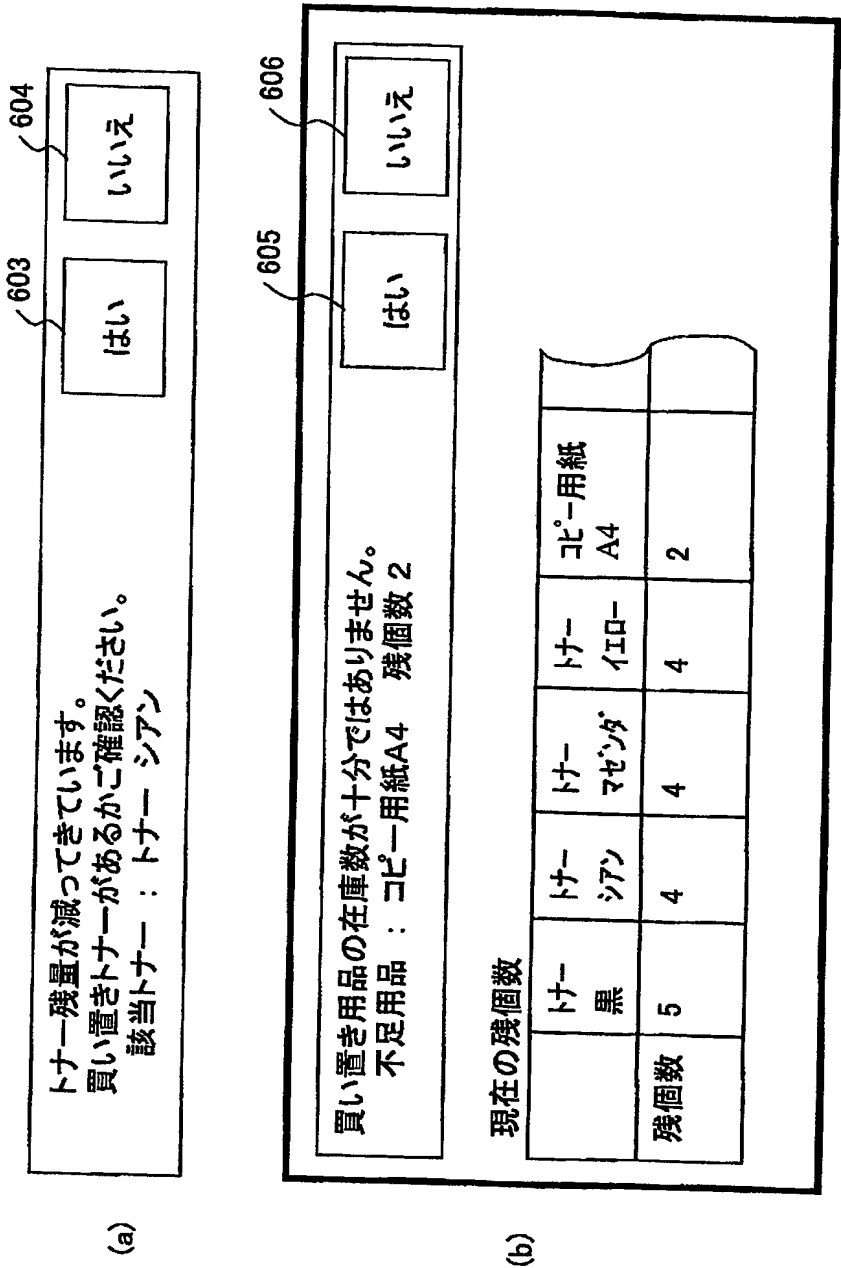 (a)
トナー残量が減ってきています。
買い置きトナーがあるかご確認ください。
該当トナー : トナー シアン
603
はい
604
いいえ
(b)
買い置き用品の在庫数が十分ではありません。
不足用品 : コピー用紙A4 残個数 2
605
はい
606
いいえ
現在の残個数
トナー 黒
トナー シアン
トナー マゼンダ
トナー イエロー
コピー用紙 A4
残個数 5 4 4 4 2